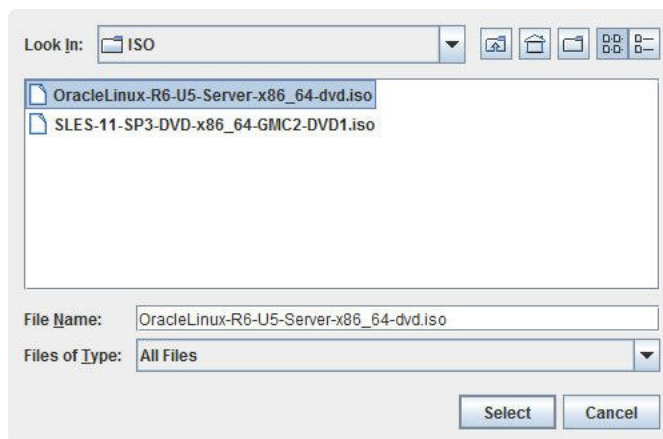 Look In: ISO
OracleLinux-R6-U5-Server-x86_64-dvd.iso
SLES-11-SP3-DVD-x86_64-GMC2-DVD1.iso
File Name: OracleLinux-R6-U5-Server-x86_64-dvd.iso
Files of Type: All Files
Select Cancel